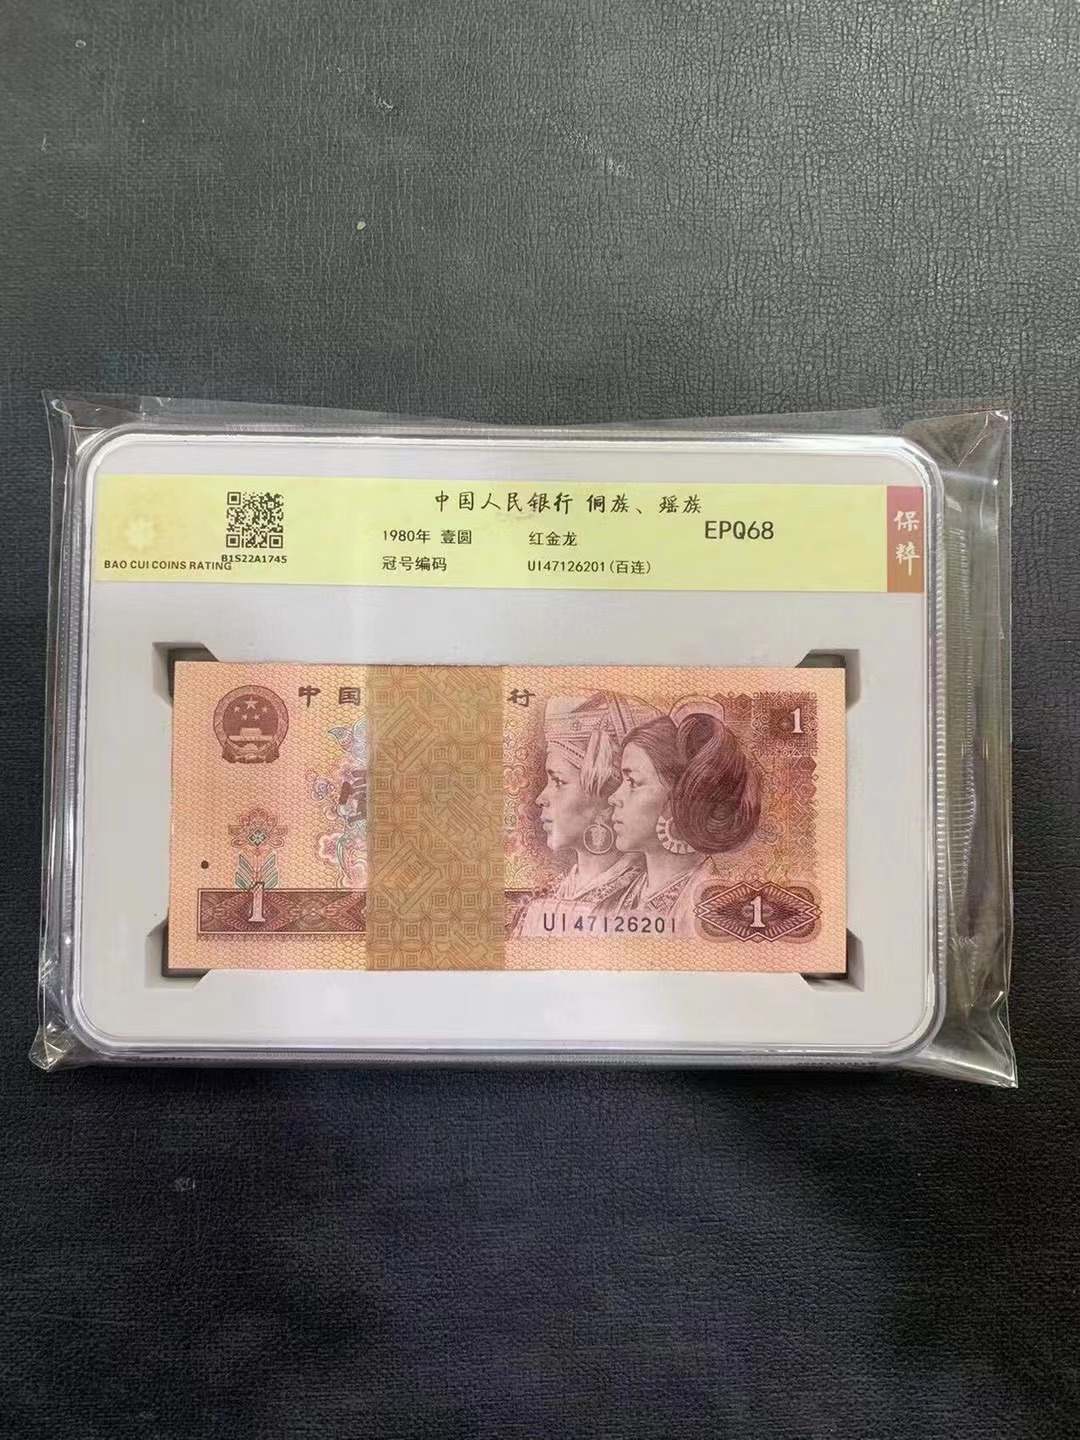 中国人民银行 侗族、瑶族
1980年 壹圆 红金龙 EPQ68
冠号编码 UI47126201(百连)
B1S22A1745
BAO CUI COINS RATING
保粹
中国 行
1
1
UI47126201
1